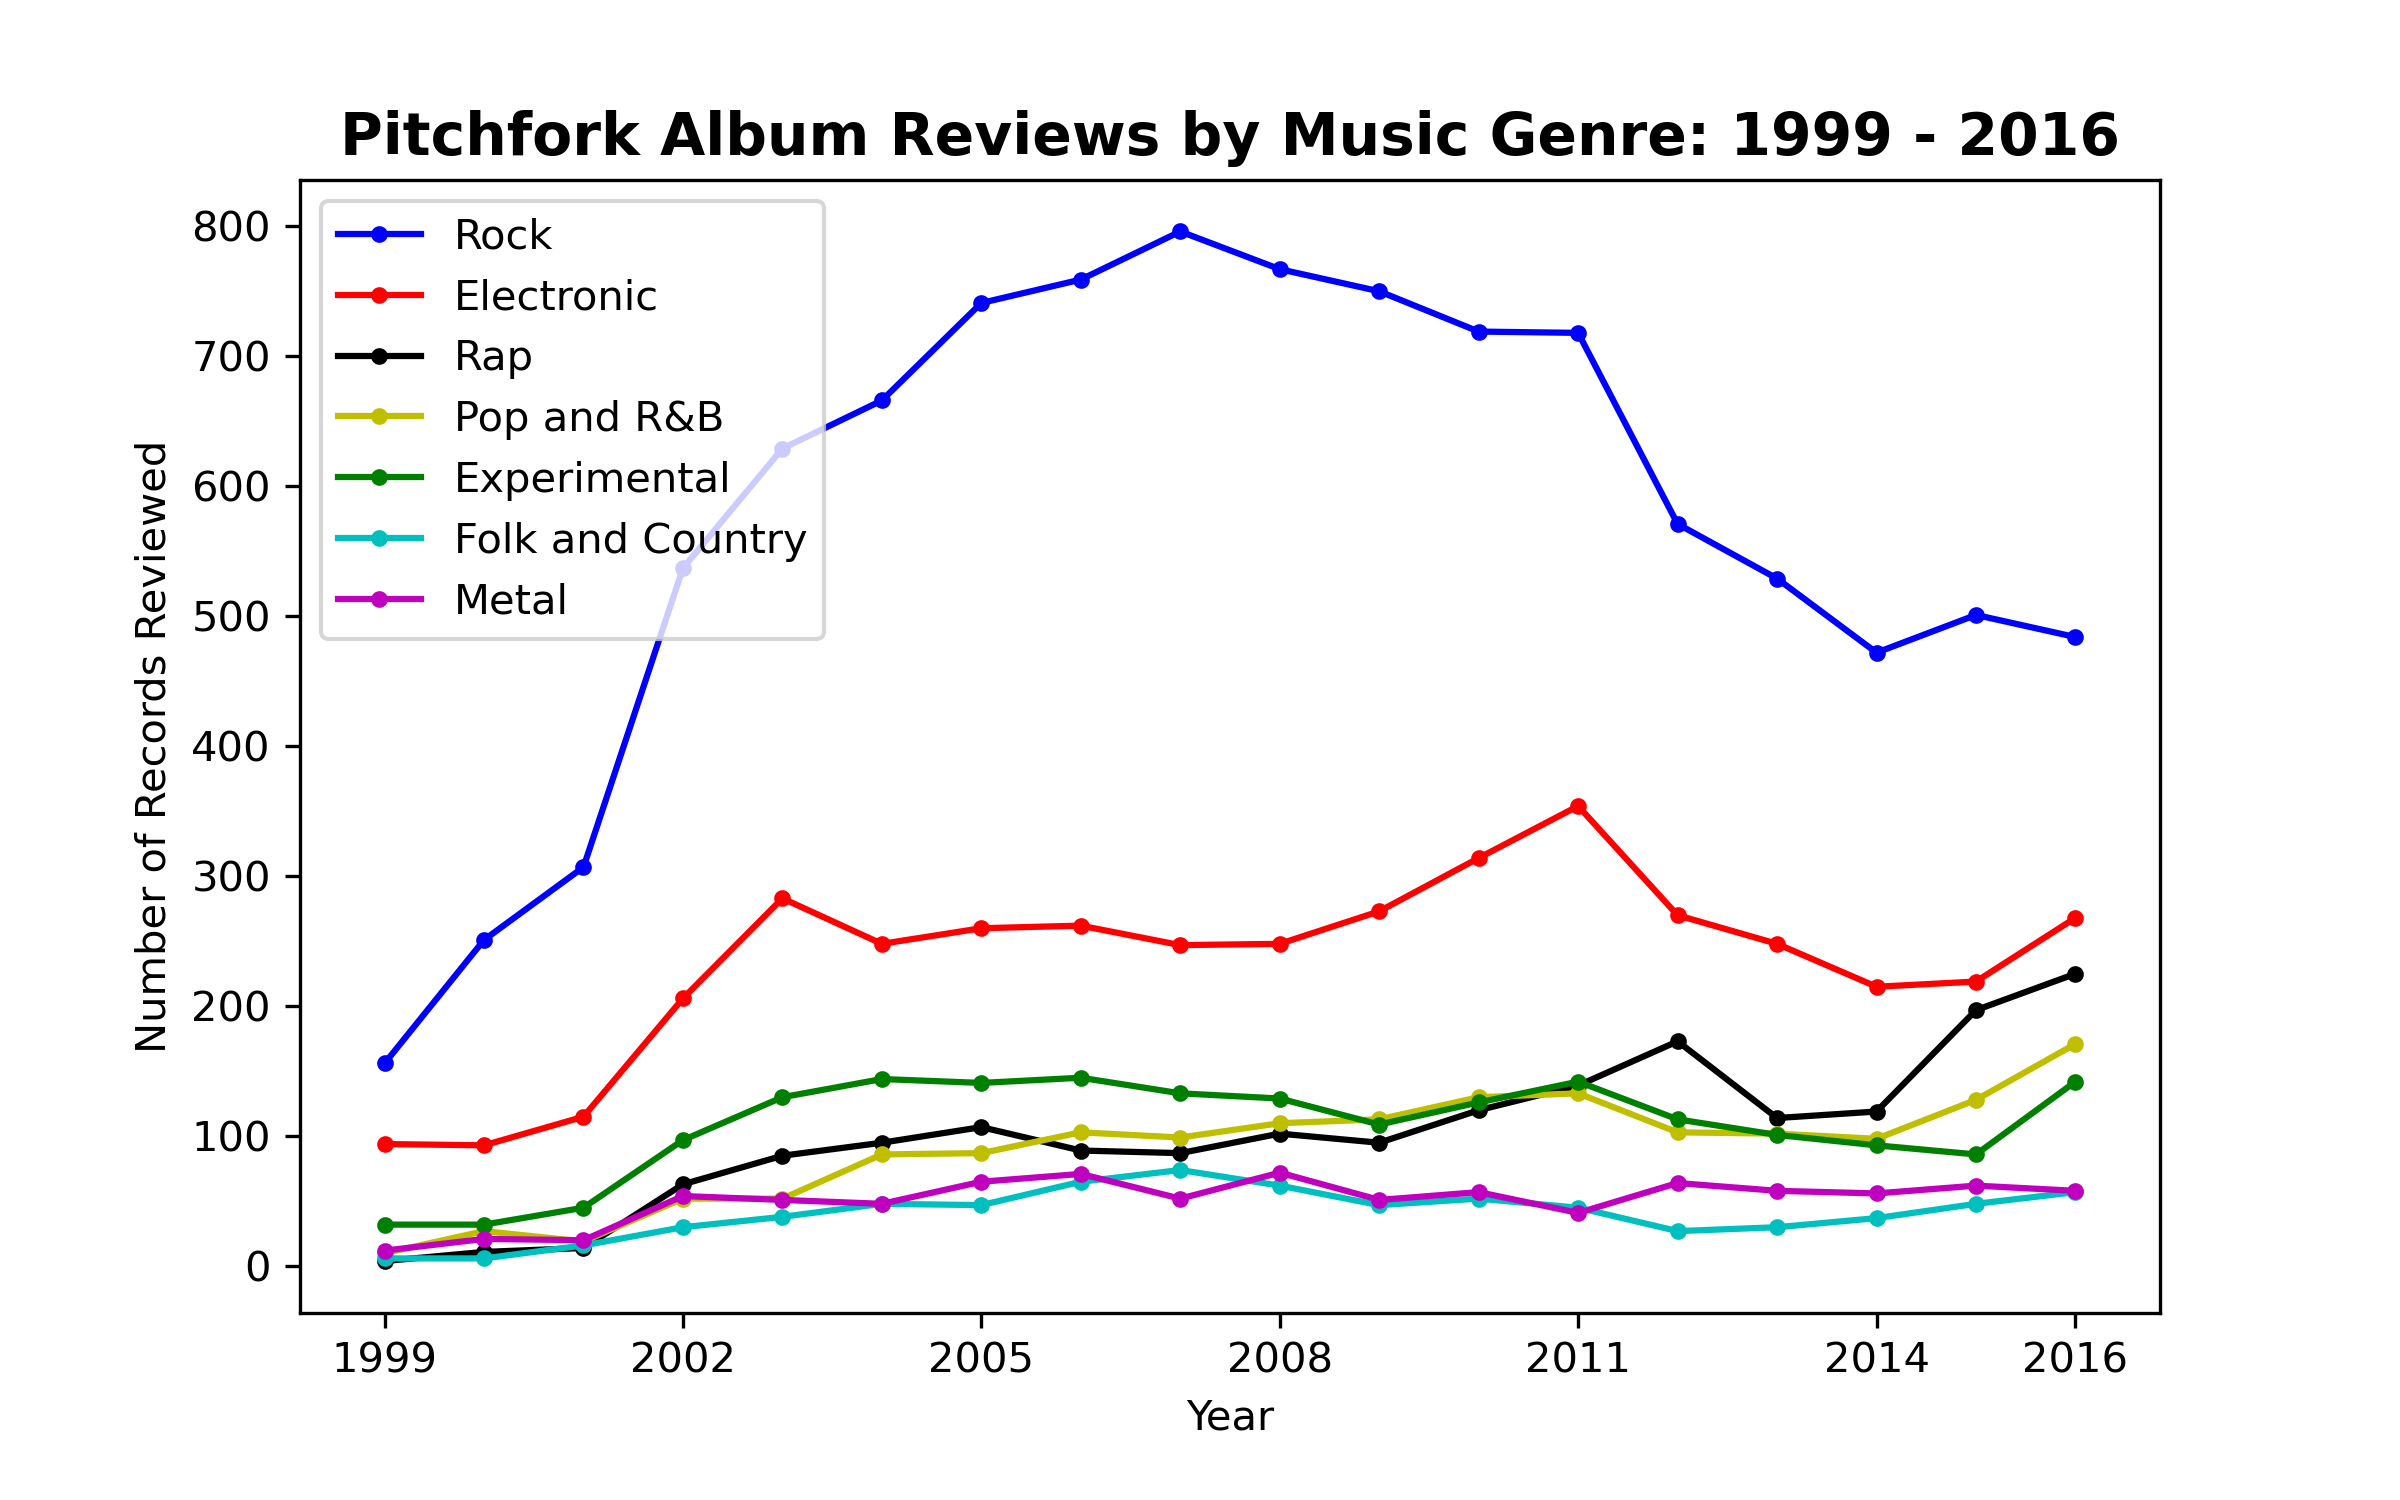 Pitchfork Album Reviews by Music Genre: 1999 - 2016
Rock
Electronic
Rap
Pop and R&B
Experimental
Folk and Country
Metal
Number of Records Reviewed
800
700
600
500
400
300
200
100
0
1999 2002 2005 2008 2011 2014 2016
Year